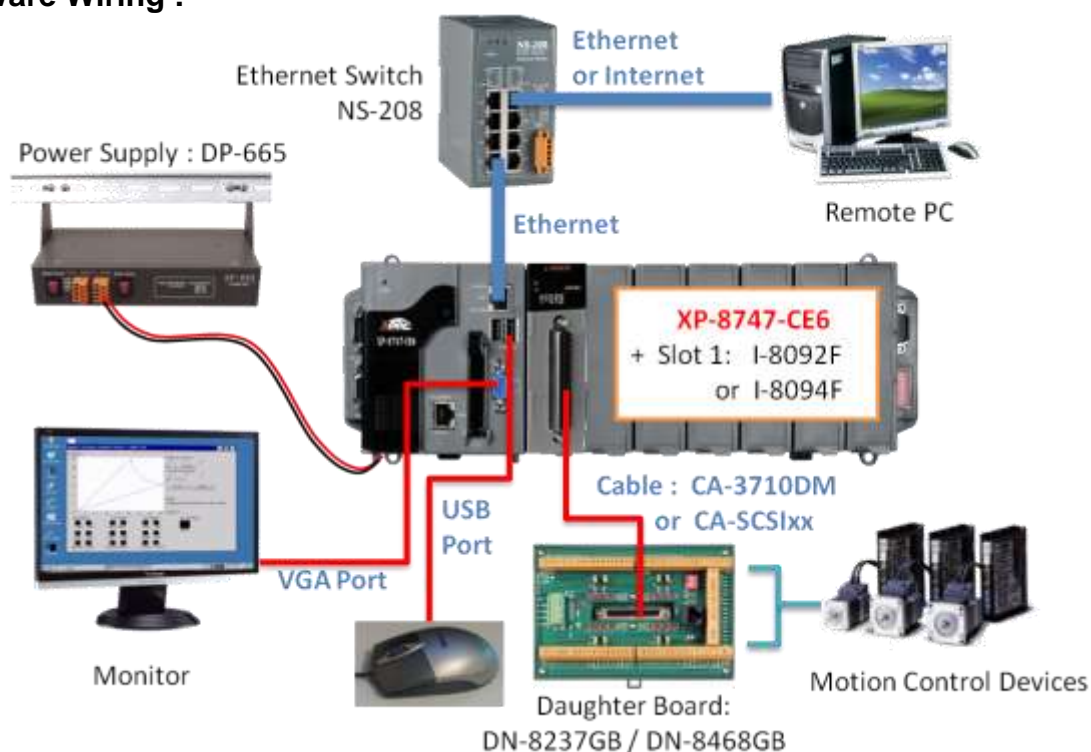 ware Wiring :
Ethernet Switch
NS-208
NS-208
Ethernet
or Internet
Power Supply : DP-665
Remote PC
Ethernet
XP-8747-CE6
+ Slot 1: I-8092F
or I-8094F
Cable : CA-3710DM
or CA-SCSIxx
USB
Port
VGA Port
Monitor
Motion Control Devices
Daughter Board:
DN-8237GB / DN-8468GB